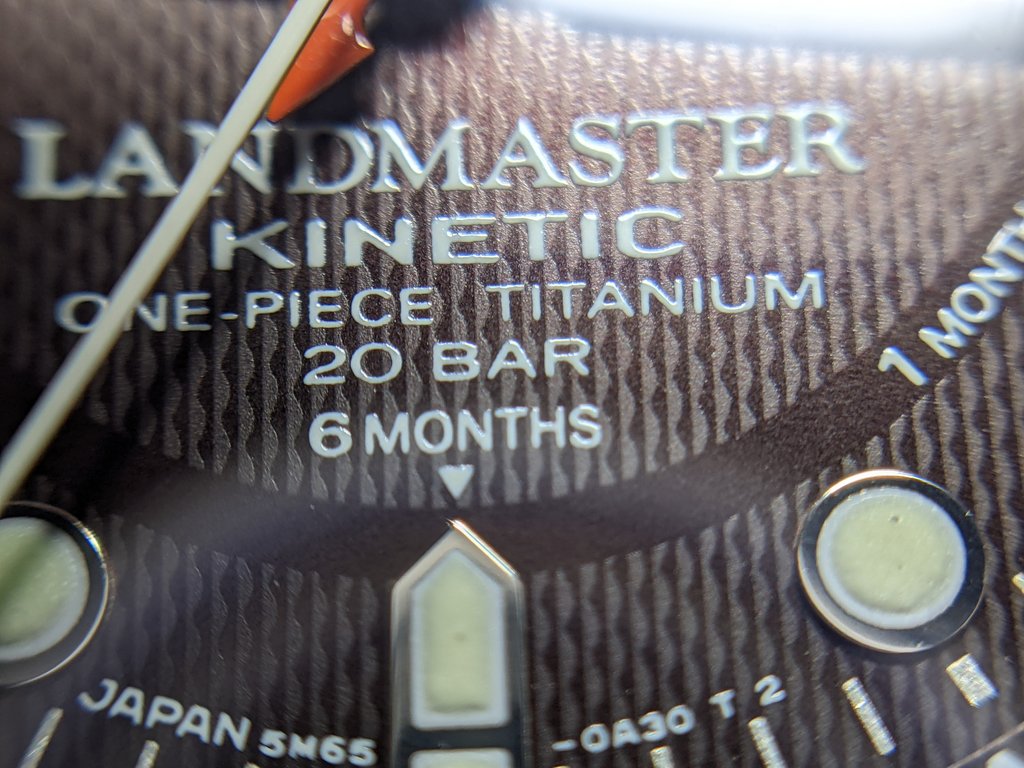 LANDMASTER
KINETIC
ONE-PIECE TITANIUM
20 BAR
6 MONTHS
1 MONTH
JAPAN 5M65 -0A30 T 2